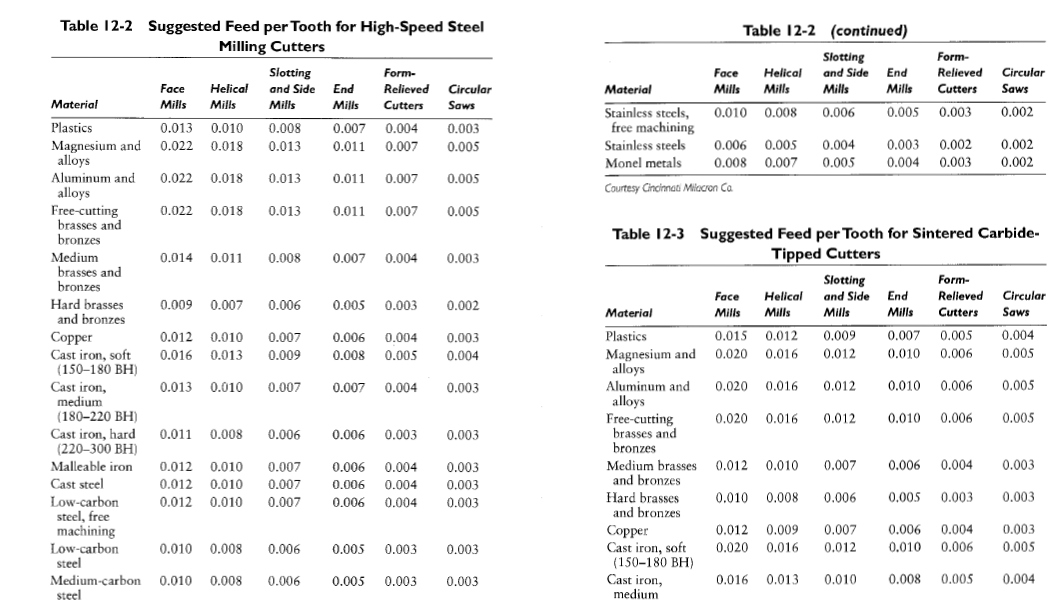 Table 12-2 Suggested Feed per Tooth for High-Speed Steel
Milling Cutters
Slotting Form-
Face Helical and Side End Relieved Circular
Material Mills Mills Mills Mills Cutters Saws
Plastics 0.013 0.010 0.008 0.007 0.004 0.003
Magnesium and 0.022 0.018 0.013 0.011 0.007 0.005
alloys
Aluminum and 0.022 0.018 0.013 0.011 0.007 0.005
alloys
Free-cutting 0.022 0.018 0.013 0.011 0.007 0.005
brasses and
bronzes
Medium 0.014 0.011 0.008 0.007 0.004 0.003
brasses and
bronzes
Hard brasses 0.009 0.007 0.006 0.005 0.003 0.002
and bronzes
Copper 0.012 0.010 0.007 0.006 0.004 0.003
Cast iron, soft 0.016 0.013 0.009 0.008 0.005 0.004
(150–180 BH)
Cast iron, 0.013 0.010 0.007 0.007 0.004 0.003
medium
(180–220 BH)
Cast iron, hard 0.011 0.008 0.006 0.006 0.003 0.003
(220–300 BH)
Malleable iron 0.012 0.010 0.007 0.006 0.004 0.003
Cast steel 0.012 0.010 0.007 0.006 0.004 0.003
Low-carbon 0.012 0.010 0.007 0.006 0.004 0.003
steel, free
machining
Low-carbon 0.010 0.008 0.006 0.005 0.003 0.003
steel
Medium-carbon 0.010 0.008 0.006 0.005 0.003 0.003
steel
Table 12-2 (continued)
Slotting Form-
Face Helical and Side End Relieved Circular
Material Mills Mills Mills Mills Cutters Saws
Stainless steels, 0.010 0.008 0.006 0.005 0.003 0.002
free machining
Stainless steels 0.006 0.005 0.004 0.003 0.002 0.002
Monel metals 0.008 0.007 0.005 0.004 0.003 0.002
Courtesy Cincinnati Milacron Co.
Table 12-3 Suggested Feed per Tooth for Sintered Carbide-
Tipped Cutters
Slotting Form-
Face Helical and Side End Relieved Circular
Material Mills Mills Mills Mills Cutters Saws
Plastics 0.015 0.012 0.009 0.007 0.005 0.004
Magnesium and 0.020 0.016 0.012 0.010 0.006 0.005
alloys
Aluminum and 0.020 0.016 0.012 0.010 0.006 0.005
alloys
Free-cutting 0.020 0.016 0.012 0.010 0.006 0.005
brasses and
bronzes
Medium brasses 0.012 0.010 0.007 0.006 0.004 0.003
and bronzes
Hard brasses 0.010 0.008 0.006 0.005 0.003 0.003
and bronzes
Copper 0.012 0.009 0.007 0.006 0.004 0.003
Cast iron, soft 0.020 0.016 0.012 0.010 0.006 0.005
(150–180 BH)
Cast iron, 0.016 0.013 0.010 0.008 0.005 0.004
medium